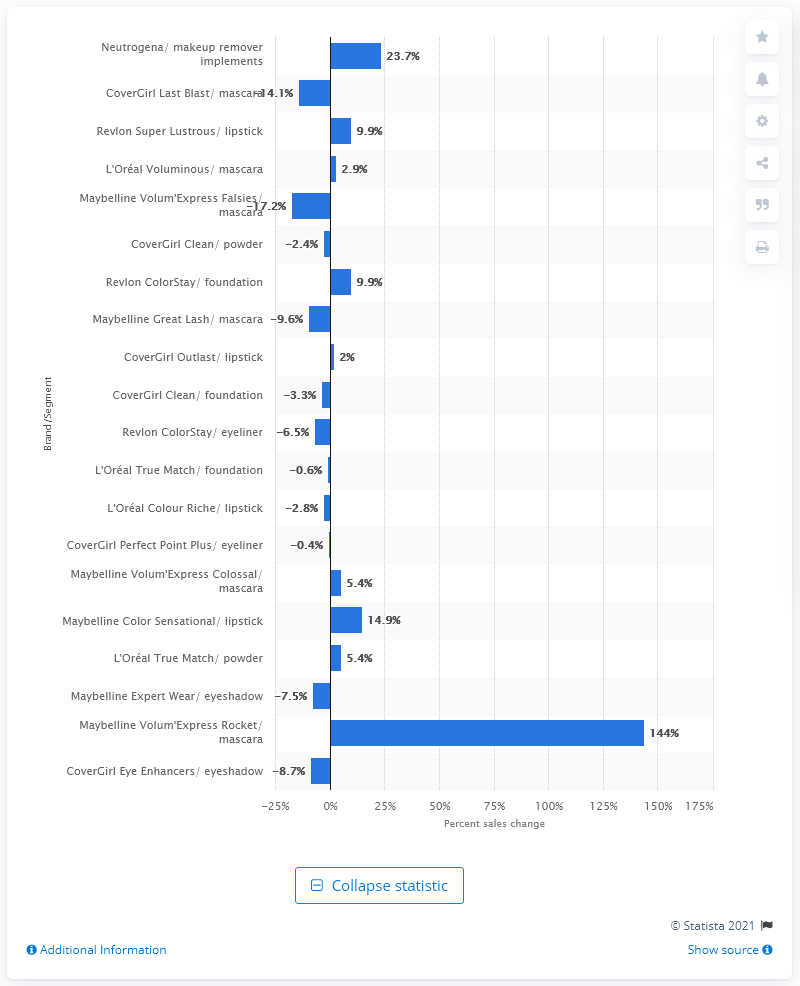 Neutrogena/ makeup remover
implements
23.7%
CoverGirl Last Blast/ mascara
-14.1%
Revlon Super Lustrous/ lipstick
9.9%
L'Oréal Voluminous/ mascara
2.9%
Maybelline Volum'Express Falsies/
mascara
-17.2%
CoverGirl Clean/ powder
-2.4%
Revlon ColorStay/ foundation
9.9%
Maybelline Great Lash/ mascara
-9.6%
CoverGirl Outlast/ lipstick
2%
CoverGirl Clean/ foundation
-3.3%
Revlon ColorStay/ eyeliner
-6.5%
L'Oréal True Match/ foundation
-0.6%
L'Oréal Colour Riche/ lipstick
-2.8%
CoverGirl Perfect Point Plus/ eyeliner
-0.4%
Maybelline Volum'Express Colossal/
mascara
5.4%
Maybelline Color Sensational/ lipstick
14.9%
L'Oréal True Match/ powder
5.4%
Maybelline Expert Wear/ eyeshadow
-7.5%
Maybelline Volum'Express Rocket/
mascara
144%
CoverGirl Eye Enhancers/ eyeshadow
-8.7%
Brand/Segment
-25% 0% 25% 50% 75% 100% 125% 150% 175%
Percent sales change
Collapse statistic
© Statista 2021
Additional Information
Show source